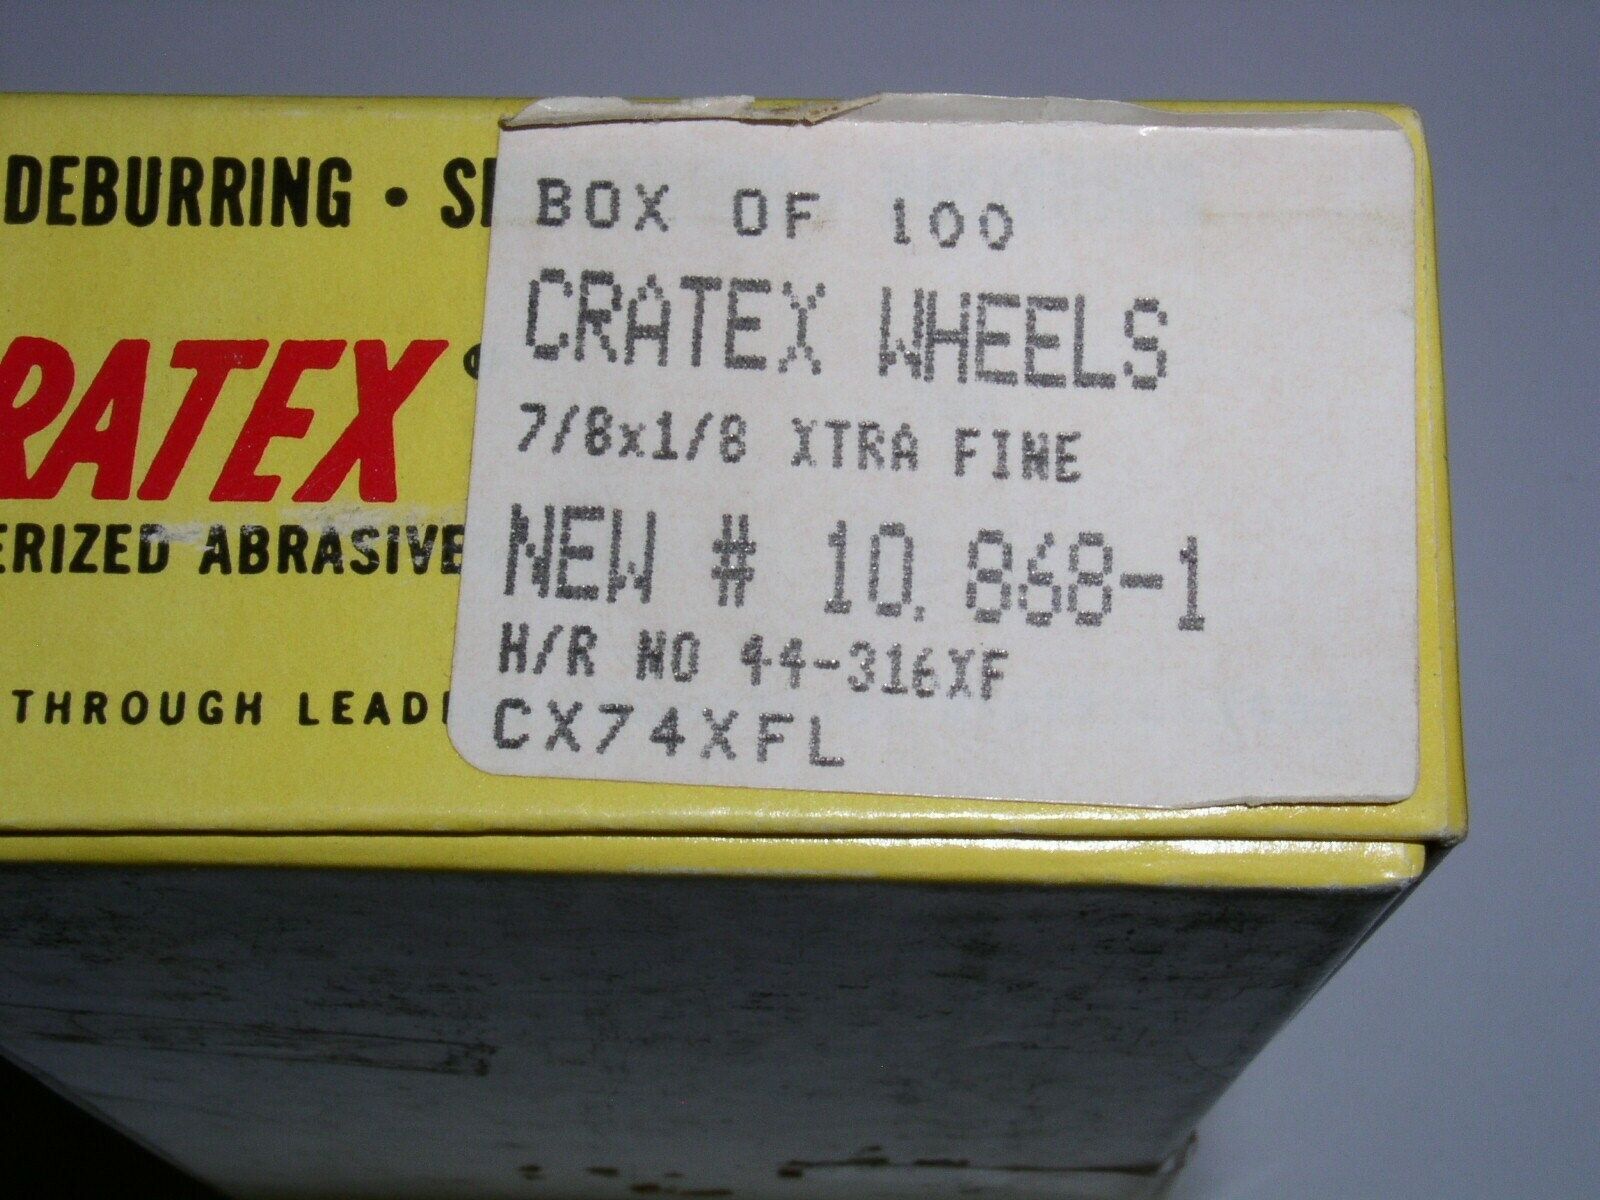 DEBURRING •
BOX OF 100
CRATEX WHEELS
7/8x1/8 XTRA FINE
RATEX
NEW # 10.868-1
ERIZED ABRASIVE
H/R NO 44-316XF
THROUGH LEAD
CX74XFL